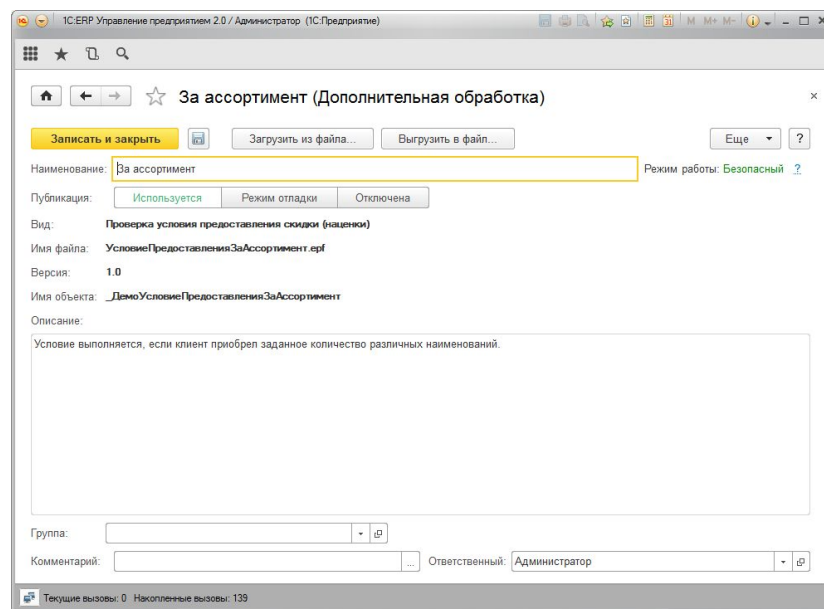 1С:ERP Управление предприятием 2.0 / Администратор (1С:Предприятие)
M M+ M-
За ассортимент (Дополнительная обработка)
Записать и закрыть Загрузить из файла... Выгрузить в файл... Еще ?
Наименование: За ассортимент Режим работы: Безопасный ?
Публикация: Используется Режим отладки Отключена
Вид: Проверка условия предоставления скидки (наценки)
Имя файла: УсловиеПредоставленияЗаАссортимент.epf
Версия: 1.0
Имя объекта: _ДемоУсловиеПредоставленияЗаАссортимент
Описание:
Условие выполняется, если клиент приобрел заданное количество различных наименований.
Группа:
Комментарий: ... Ответственный: Администратор
Текущие вызовы: 0 Накопленные вызовы: 139